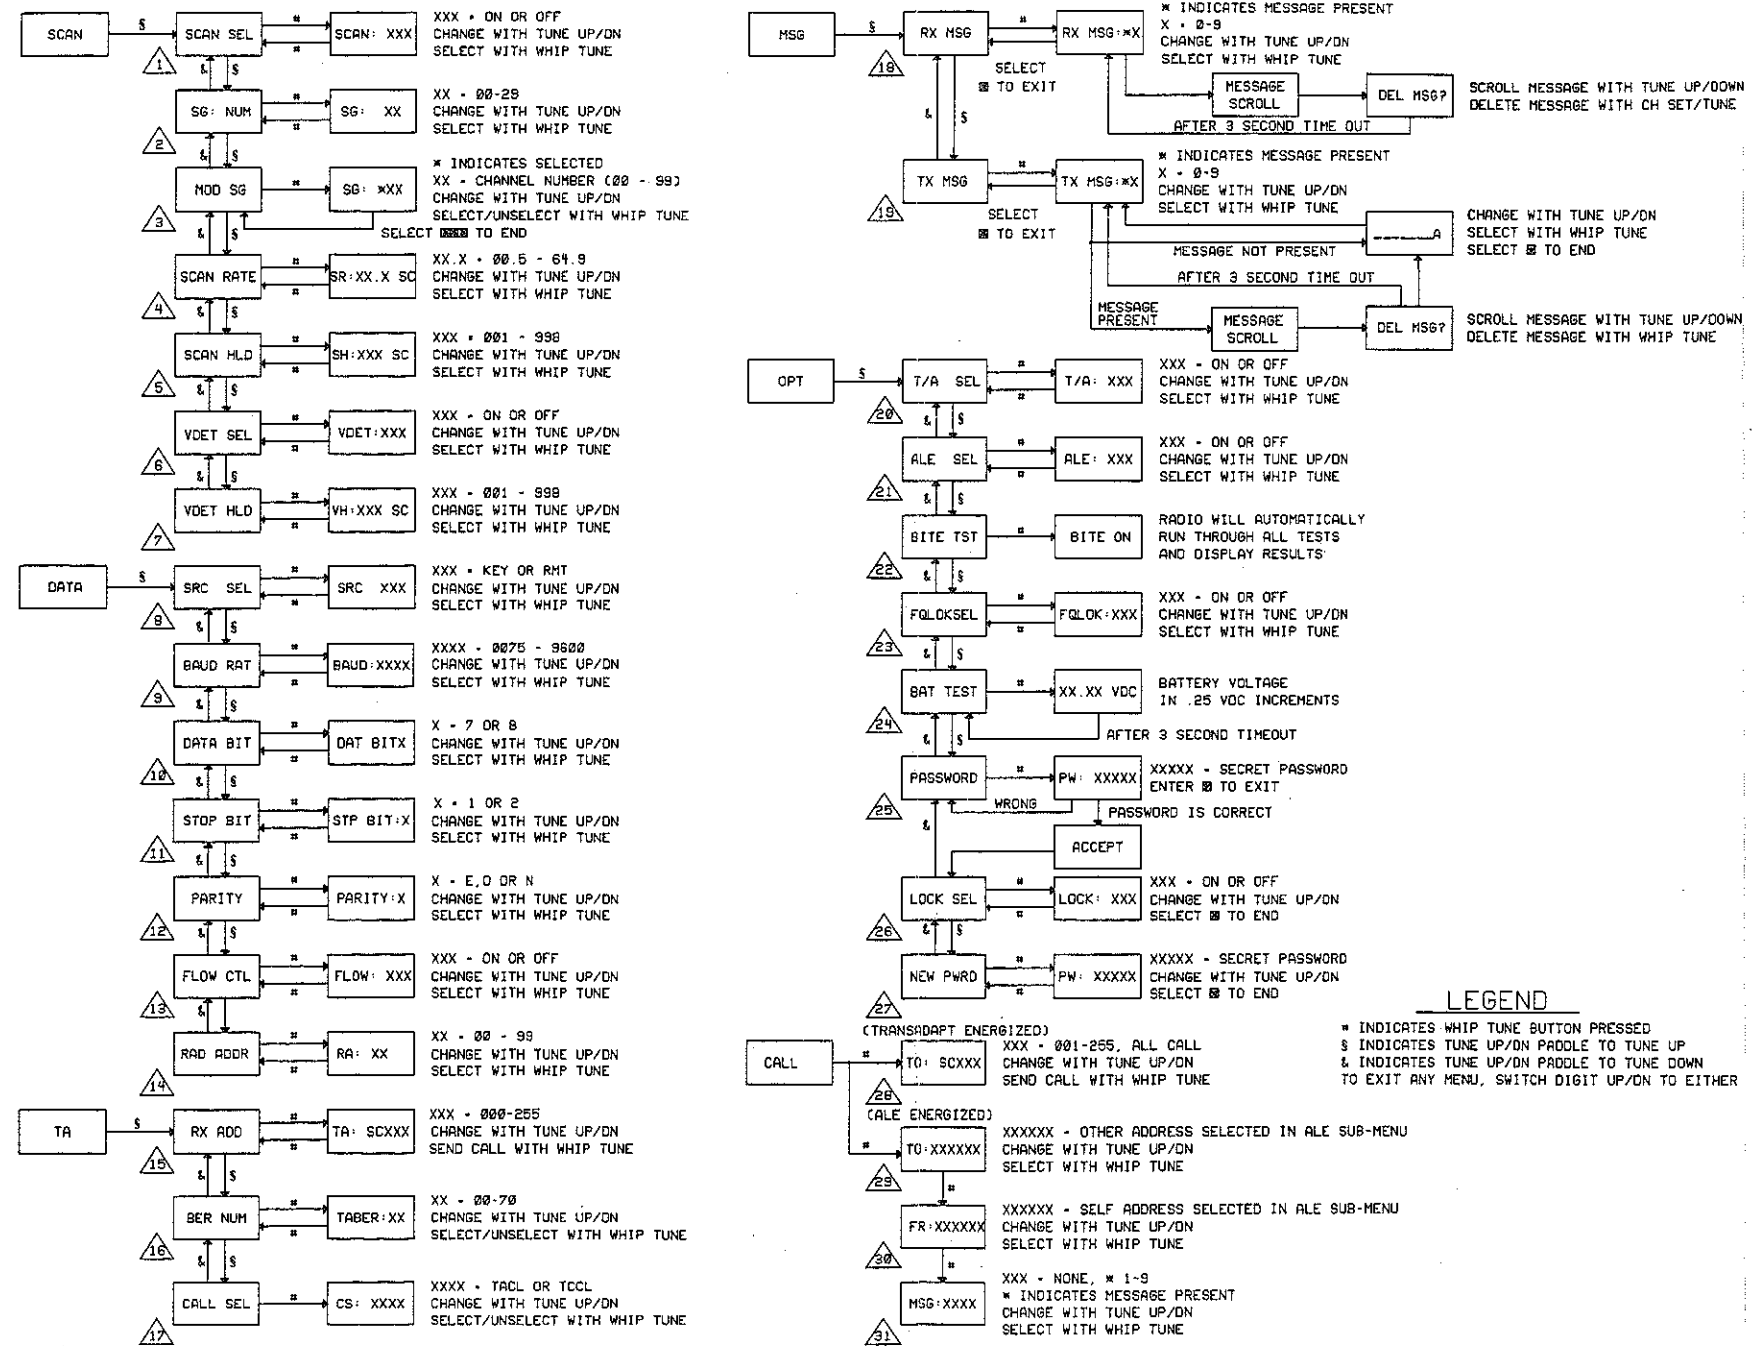 SCAN
§
SCAN SEL
#
SCAN: XXX
#
XXX - ON OR OFF
CHANGE WITH TUNE UP/DN
SELECT WITH WHIP TUNE
1
&
§
SG: NUM
#
SG: XX
#
XX - 00-29
CHANGE WITH TUNE UP/DN
SELECT WITH WHIP TUNE
2
&
§
MOD SG
#
SG: *XX
* INDICATES SELECTED
XX - CHANNEL NUMBER (00 - 99)
CHANGE WITH TUNE UP/DN
SELECT/UNSELECT WITH WHIP TUNE
3
&
§
SELECT ⊠⊠⊠ TO END
SCAN RATE
#
SR:XX.X SC
#
XX.X - 00.5 - 64.9
CHANGE WITH TUNE UP/DN
SELECT WITH WHIP TUNE
4
&
§
SCAN HLD
#
SH:XXX SC
#
XXX - 001 - 998
CHANGE WITH TUNE UP/DN
SELECT WITH WHIP TUNE
5
&
§
VDET SEL
#
VDET:XXX
#
XXX - ON OR OFF
CHANGE WITH TUNE UP/DN
SELECT WITH WHIP TUNE
6
&
§
VDET HLD
#
VH:XXX SC
#
XXX - 001 - 998
CHANGE WITH TUNE UP/DN
SELECT WITH WHIP TUNE
7
DATA
§
SRC SEL
#
SRC XXX
#
XXX - KEY OR RMT
CHANGE WITH TUNE UP/DN
SELECT WITH WHIP TUNE
8
&
§
BAUD RAT
#
BAUD:XXXX
#
XXXX - 0075 - 9600
CHANGE WITH TUNE UP/DN
SELECT WITH WHIP TUNE
9
&
§
DATA BIT
#
DAT BITX
#
X - 7 OR 8
CHANGE WITH TUNE UP/DN
SELECT WITH WHIP TUNE
10
&
§
STOP BIT
#
STP BIT:X
#
X - 1 OR 2
CHANGE WITH TUNE UP/DN
SELECT WITH WHIP TUNE
11
&
§
PARITY
#
PARITY:X
#
X - E,O OR N
CHANGE WITH TUNE UP/DN
SELECT WITH WHIP TUNE
12
&
§
FLOW CTL
#
FLOW: XXX
#
XXX - ON OR OFF
CHANGE WITH TUNE UP/DN
SELECT WITH WHIP TUNE
13
&
§
RAD ADDR
#
RA: XX
#
XX - 00 - 99
CHANGE WITH TUNE UP/DN
SELECT WITH WHIP TUNE
14
TA
§
RX ADD
#
TA: SCXXX
#
XXX - 000-255
CHANGE WITH TUNE UP/DN
SEND CALL WITH WHIP TUNE
15
&
§
BER NUM
#
TABER:XX
#
XX - 00-70
CHANGE WITH TUNE UP/DN
SELECT/UNSELECT WITH WHIP TUNE
16
&
§
CALL SEL
#
CS: XXXX
XXXX - TACL OR TCCL
CHANGE WITH TUNE UP/DN
SELECT/UNSELECT WITH WHIP TUNE
17
MSG
§
RX MSG
#
RX MSG:*X
* INDICATES MESSAGE PRESENT
X - 0-9
CHANGE WITH TUNE UP/DN
SELECT WITH WHIP TUNE
18
SELECT
⊠ TO EXIT
MESSAGE
SCROLL
DEL MSG?
SCROLL MESSAGE WITH TUNE UP/DOWN
DELETE MESSAGE WITH CH SET/TUNE
AFTER 3 SECOND TIME OUT
&
§
TX MSG
#
TX MSG:*X
* INDICATES MESSAGE PRESENT
X - 0-9
CHANGE WITH TUNE UP/DN
SELECT WITH WHIP TUNE
19
SELECT
⊠ TO EXIT
MESSAGE NOT PRESENT
_______A
CHANGE WITH TUNE UP/DN
SELECT WITH WHIP TUNE
SELECT ⊠ TO END
AFTER 3 SECOND TIME OUT
MESSAGE
PRESENT
MESSAGE
SCROLL
DEL MSG?
SCROLL MESSAGE WITH TUNE UP/DOWN
DELETE MESSAGE WITH WHIP TUNE
OPT
§
T/A SEL
#
T/A: XXX
#
XXX - ON OR OFF
CHANGE WITH TUNE UP/DN
SELECT WITH WHIP TUNE
20
&
§
ALE SEL
#
ALE: XXX
#
XXX - ON OR OFF
CHANGE WITH TUNE UP/DN
SELECT WITH WHIP TUNE
21
&
§
BITE TST
#
BITE ON
RADIO WILL AUTOMATICALLY
RUN THROUGH ALL TESTS
AND DISPLAY RESULTS
22
&
§
FQLOKSEL
#
FQLOK:XXX
#
XXX - ON OR OFF
CHANGE WITH TUNE UP/DN
SELECT WITH WHIP TUNE
23
&
§
BAT TEST
#
XX.XX VDC
BATTERY VOLTAGE
IN .25 VDC INCREMENTS
24
&
§
AFTER 3 SECOND TIMEOUT
PASSWORD
#
PW: XXXXX
XXXXX - SECRET PASSWORD
ENTER ⊠ TO EXIT
25
WRONG
PASSWORD IS CORRECT
&
ACCEPT
LOCK SEL
#
LOCK: XXX
#
XXX - ON OR OFF
CHANGE WITH TUNE UP/DN
SELECT ⊠ TO END
26
&
§
NEW PWRD
#
PW: XXXXX
#
XXXXX - SECRET PASSWORD
CHANGE WITH TUNE UP/DN
SELECT ⊠ TO END
27
(TRANSADAPT ENERGIZED)
CALL
#
TO: SCXXX
XXX - 001-255, ALL CALL
CHANGE WITH TUNE UP/DN
SEND CALL WITH WHIP TUNE
28
(ALE ENERGIZED)
#
TO:XXXXXX
XXXXXX - OTHER ADDRESS SELECTED IN ALE SUB-MENU
CHANGE WITH TUNE UP/DN
SELECT WITH WHIP TUNE
29
#
FR:XXXXXX
XXXXXX - SELF ADDRESS SELECTED IN ALE SUB-MENU
CHANGE WITH TUNE UP/DN
SELECT WITH WHIP TUNE
30
#
MSG:XXXX
XXX - NONE, * 1-9
* INDICATES MESSAGE PRESENT
CHANGE WITH TUNE UP/DN
SELECT WITH WHIP TUNE
31
LEGEND
# INDICATES WHIP TUNE BUTTON PRESSED
§ INDICATES TUNE UP/DN PADDLE TO TUNE UP
& INDICATES TUNE UP/DN PADDLE TO TUNE DOWN
TO EXIT ANY MENU, SWITCH DIGIT UP/DN TO EITHER